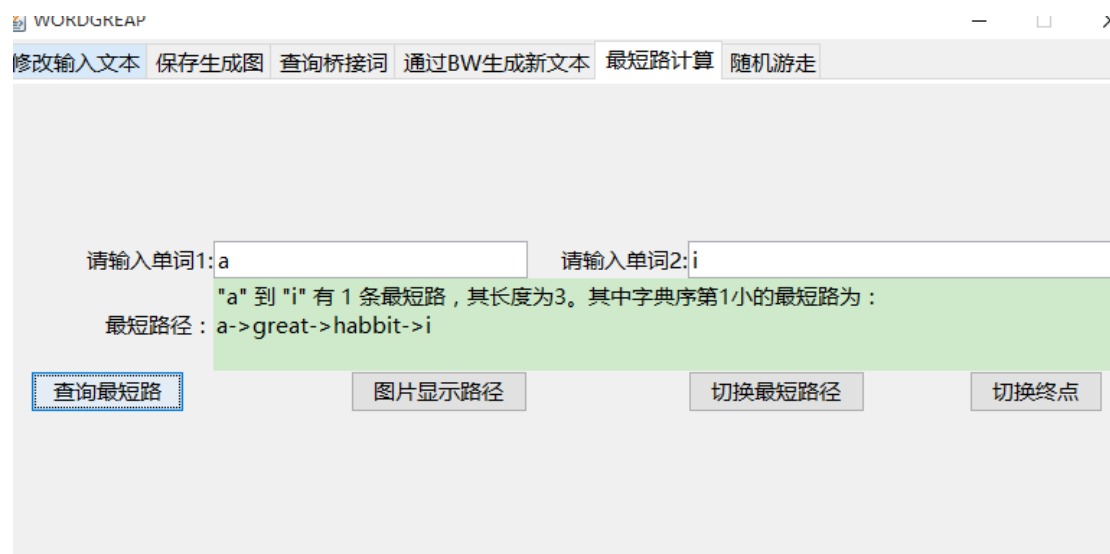 WORDGREAP
修改输入文本 保存生成图 查询桥接词 通过BW生成新文本 最短路计算 随机游走
请输入单词1: a 请输入单词2: i
"a" 到 "i" 有 1 条最短路，其长度为3。其中字典序第1小的最短路为：
最短路径： a->great->habbit->i
查询最短路 图片显示路径 切换最短路径 切换终点